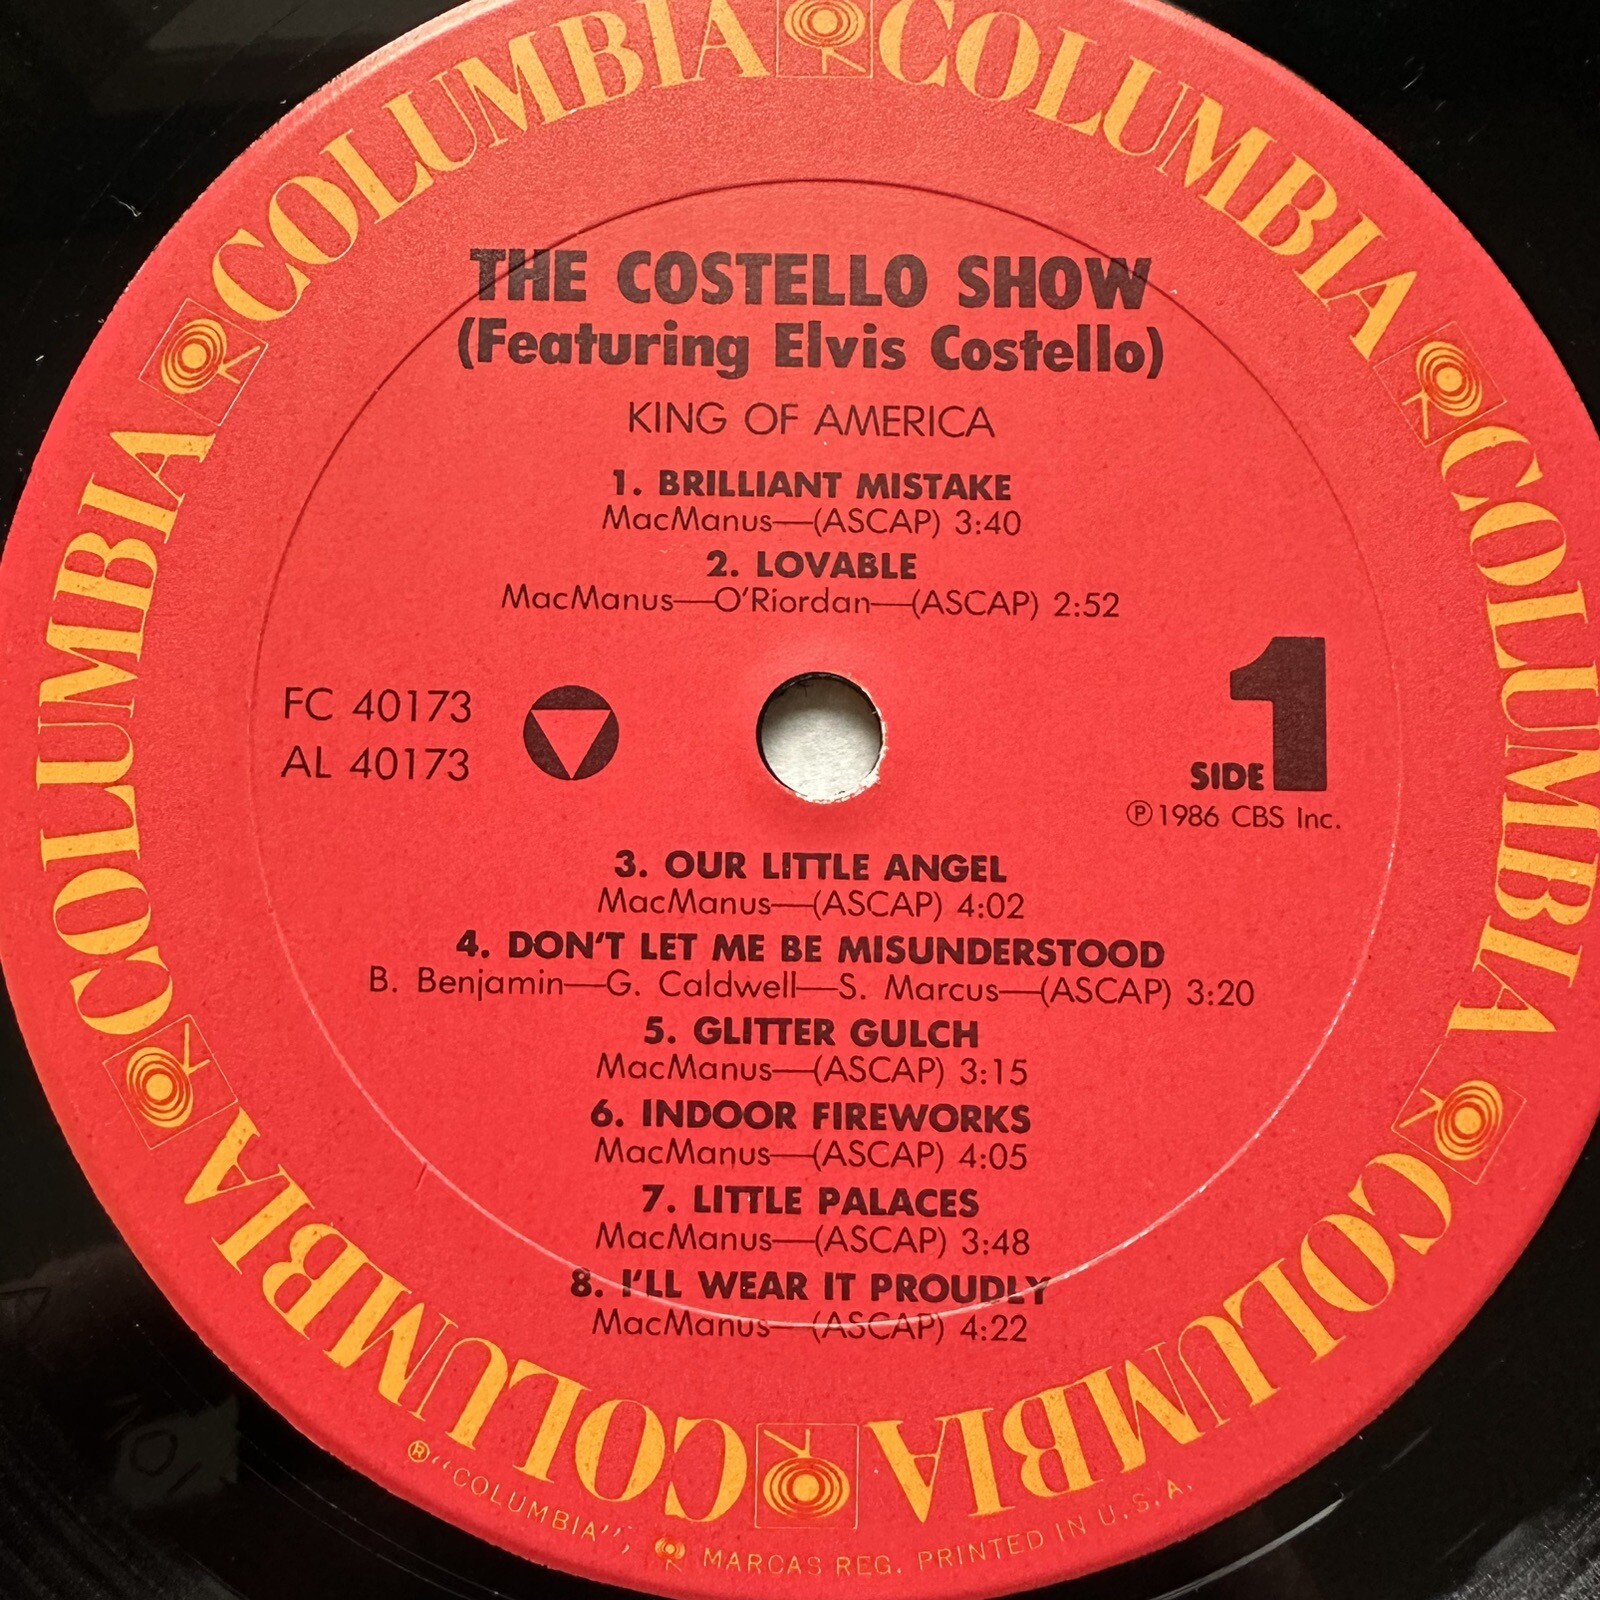 COLUMBIA COLUMBIA COLUMBIA COLUMBIA COLUMBIA COLUMBIA COLUMBIA COLUMBIA
THE COSTELLO SHOW
(Featuring Elvis Costello)
KING OF AMERICA
1. BRILLIANT MISTAKE
MacManus—(ASCAP) 3:40
2. LOVABLE
MacManus—O'Riordan—(ASCAP) 2:52
FC 40173
AL 40173
SIDE 1
℗ 1986 CBS Inc.
3. OUR LITTLE ANGEL
MacManus—(ASCAP) 4:02
4. DON'T LET ME BE MISUNDERSTOOD
B. Benjamin—G. Caldwell—S. Marcus—(ASCAP) 3:20
5. GLITTER GULCH
MacManus—(ASCAP) 3:15
6. INDOOR FIREWORKS
MacManus—(ASCAP) 4:05
7. LITTLE PALACES
MacManus—(ASCAP) 3:48
8. I'LL WEAR IT PROUDLY
MacManus—(ASCAP) 4:22
® "COLUMBIA", MARCAS REG. PRINTED IN U.S.A.